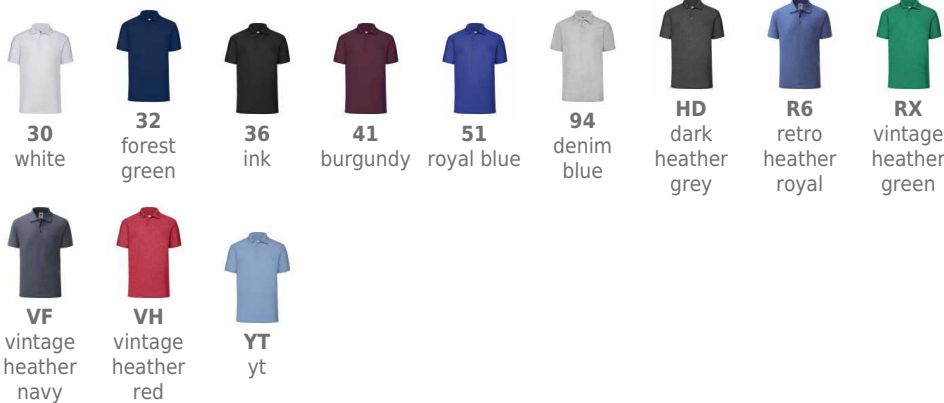 30
white
32
forest
green
36
ink
41
burgundy
51
royal blue
94
denim
blue
HD
dark
heather
grey
R6
retro
heather
royal
RX
vintage
heather
green
VF
vintage
heather
navy
VH
vintage
heather
red
YT
yt